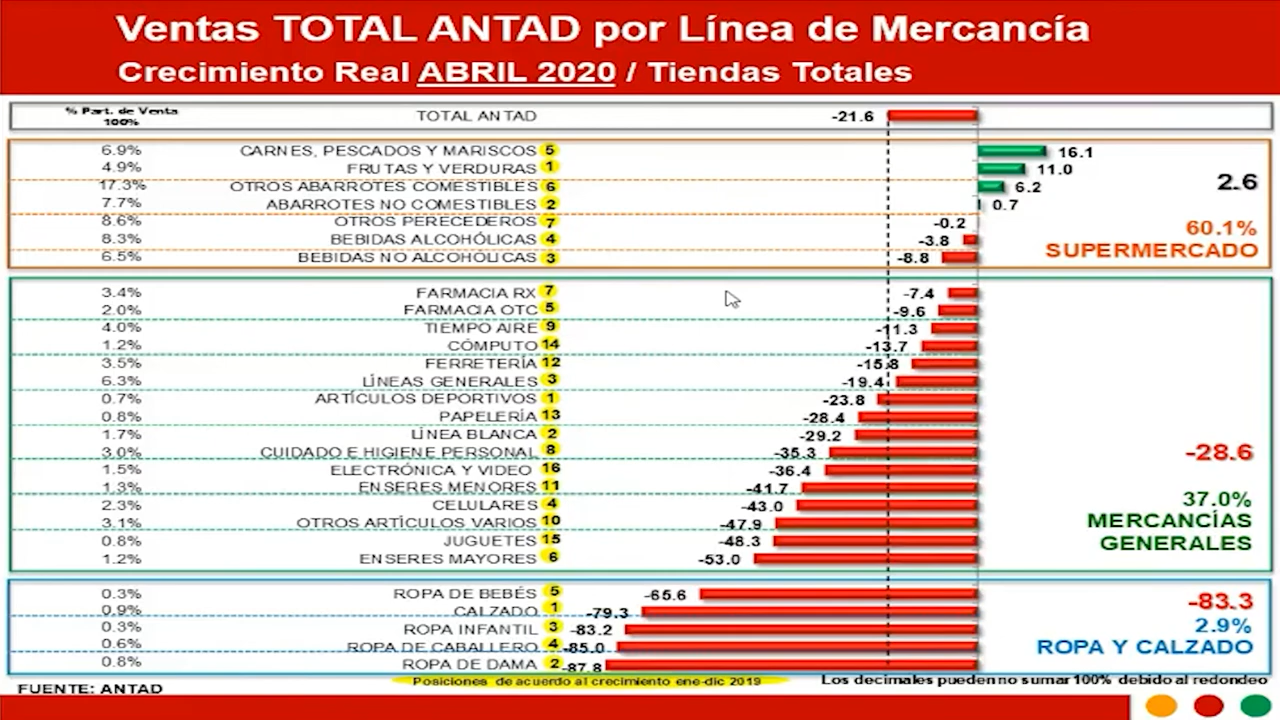 Ventas TOTAL ANTAD por Línea de Mercancía
Crecimiento Real ABRIL 2020 / Tiendas Totales
% Part. de Venta
100%
TOTAL ANTAD -21.6
6.9% CARNES, PESCADOS Y MARISCOS 5 16.1
4.9% FRUTAS Y VERDURAS 1 11.0
17.3% OTROS ABARROTES COMESTIBLES 6 6.2
7.7% ABARROTES NO COMESTIBLES 2 0.7
8.6% OTROS PERECEDEROS 7 -0.2
8.3% BEBIDAS ALCOHÓLICAS 4 -3.8
6.5% BEBIDAS NO ALCOHÓLICAS 3 -8.8
2.6
60.1%
SUPERMERCADO
3.4% FARMACIA RX 7 -7.4
2.0% FARMACIA OTC 5 -9.6
4.0% TIEMPO AIRE 9 -11.3
1.2% CÓMPUTO 14 -13.7
3.5% FERRETERÍA 12 -15.8
6.3% LÍNEAS GENERALES 3 -19.4
0.7% ARTÍCULOS DEPORTIVOS 1 -23.8
0.8% PAPELERÍA 13 -28.4
1.7% LÍNEA BLANCA 2 -29.2
3.0% CUIDADO E HIGIENE PERSONAL 8 -35.3
1.5% ELECTRÓNICA Y VIDEO 16 -36.4
1.3% ENSERES MENORES 11 -41.7
2.3% CELULARES 4 -43.0
3.1% OTROS ARTÍCULOS VARIOS 10 -47.9
0.8% JUGUETES 15 -48.3
1.2% ENSERES MAYORES 6 -53.0
-28.6
37.0%
MERCANCÍAS
GENERALES
0.3% ROPA DE BEBÉS 5 -65.6
0.9% CALZADO 1 -79.3
0.3% ROPA INFANTIL 3 -83.2
0.6% ROPA DE CABALLERO 4 -85.0
0.8% ROPA DE DAMA 2 -87.8
-83.3
2.9%
ROPA Y CALZADO
Posiciones de acuerdo al crecimiento ene-dic 2019
Los decimales pueden no sumar 100% debido al redondeo
FUENTE: ANTAD